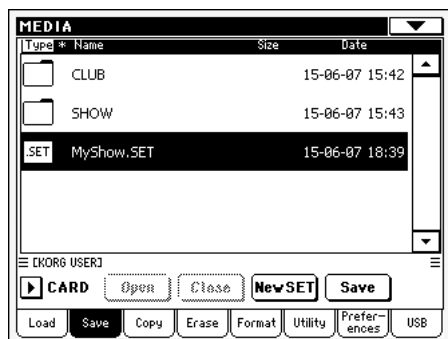 MEDIA
Type * Name Size Date
CLUB 15-06-07 15:42
SHOW 15-06-07 15:43
.SET MyShow.SET 15-06-07 18:39
[KORG USER]
CARD Open Close New SET Save
Load Save Copy Erase Format Utility Prefer-ences USB